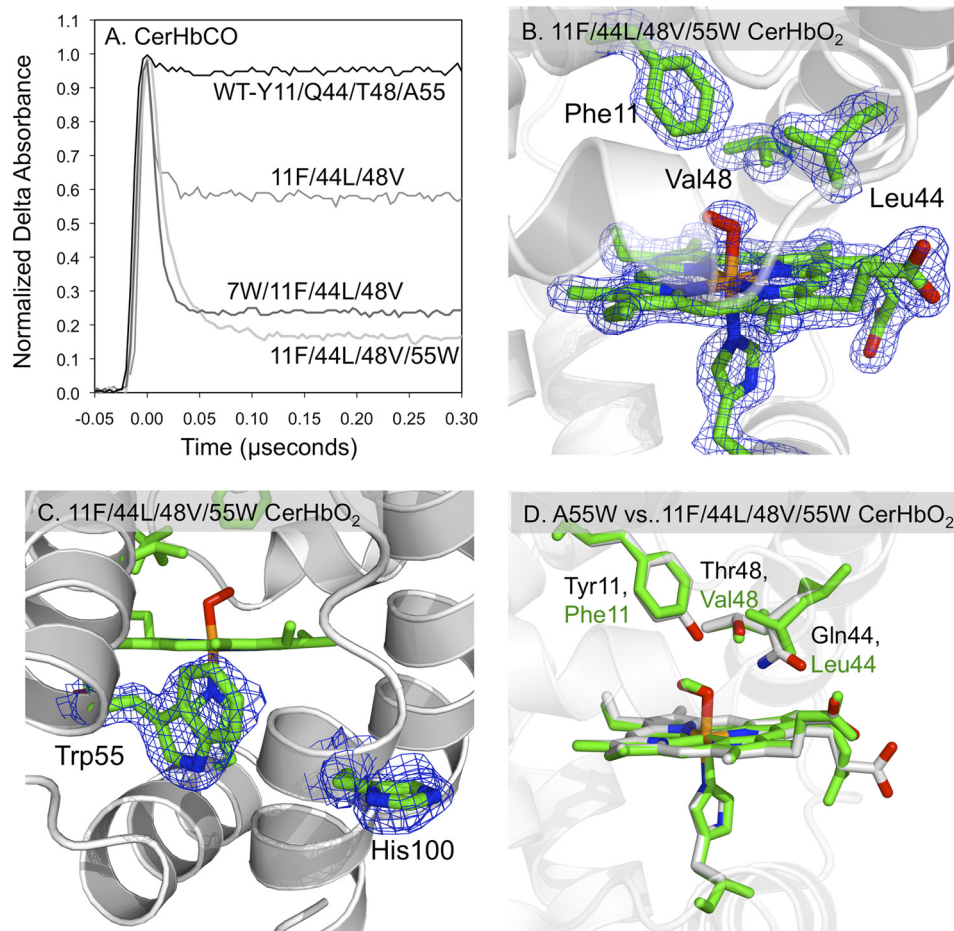 A. CerHbCO
Normalized Delta Absorbance
1.1
1.0
0.9
0.8
0.7
0.6
0.5
0.4
0.3
0.2
0.1
0.0
WT-Y11/Q44/T48/A55
11F/44L/48V
7W/11F/44L/48V
11F/44L/48V/55W
-0.05 0.00 0.05 0.10 0.15 0.20 0.25 0.30
Time (µseconds)
B. 11F/44L/48V/55W CerHbO₂
Phe11
Val48
Leu44
C. 11F/44L/48V/55W CerHbO₂
Trp55
His100
D. A55W vs..11F/44L/48V/55W CerHbO₂
Tyr11,
Phe11
Thr48,
Val48
Gln44,
Leu44